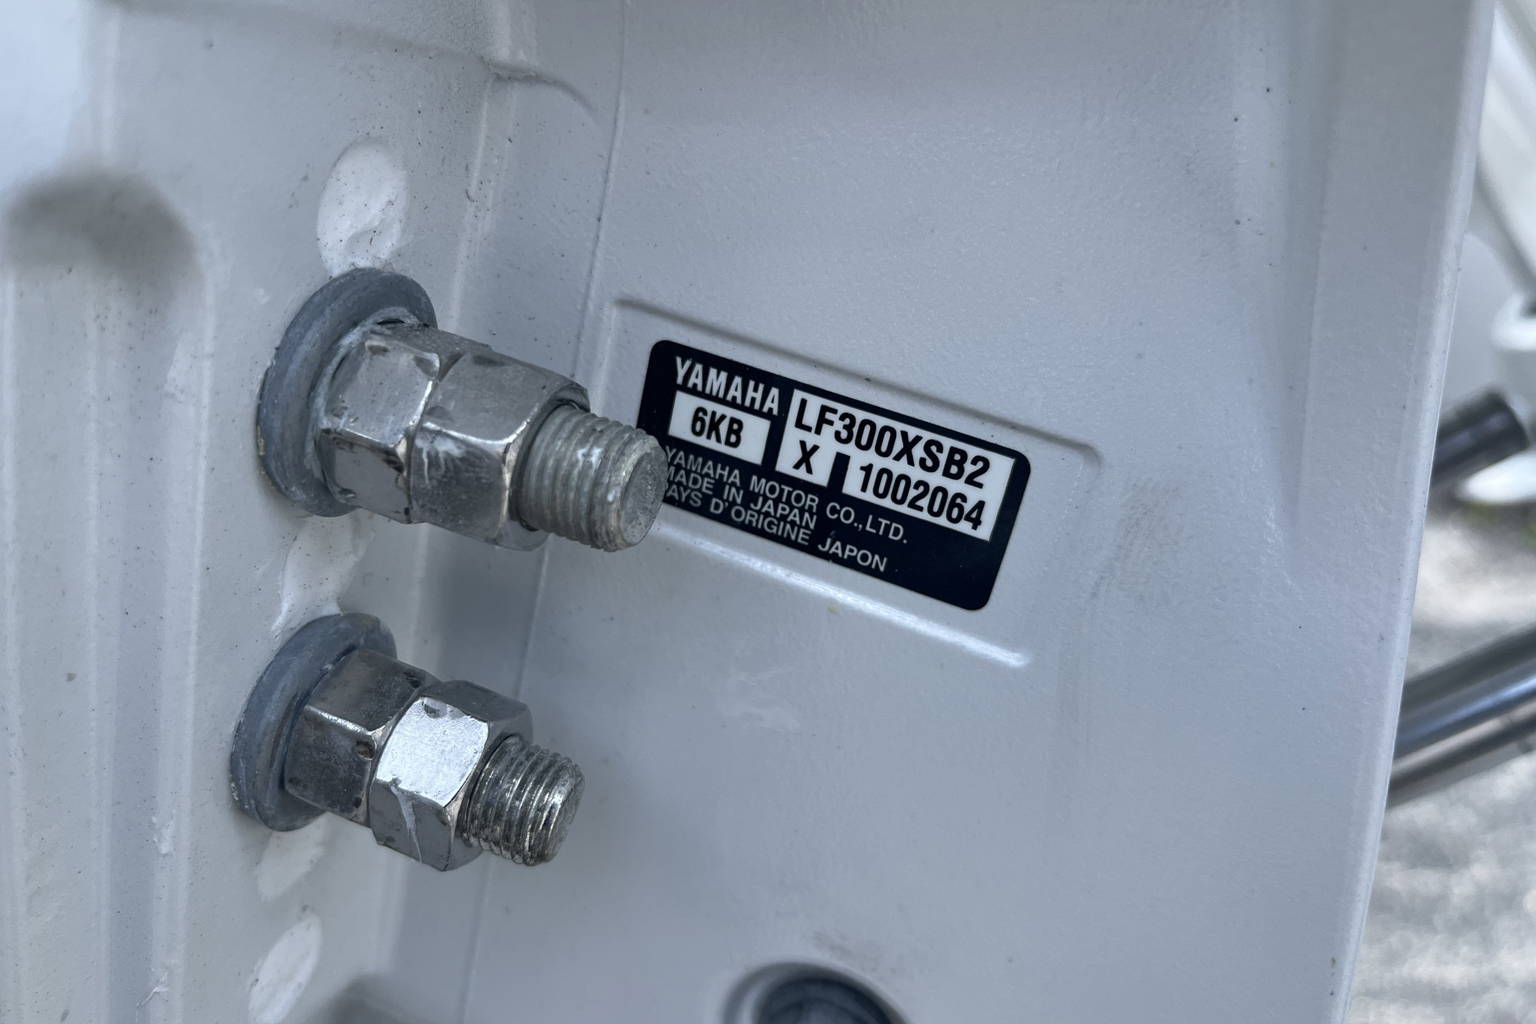 YAMAHA
LF300XSB2
6KB
X 1002064
YAMAHA MOTOR CO.,LTD.
MADE IN JAPAN
PAYS D'ORIGINE JAPON